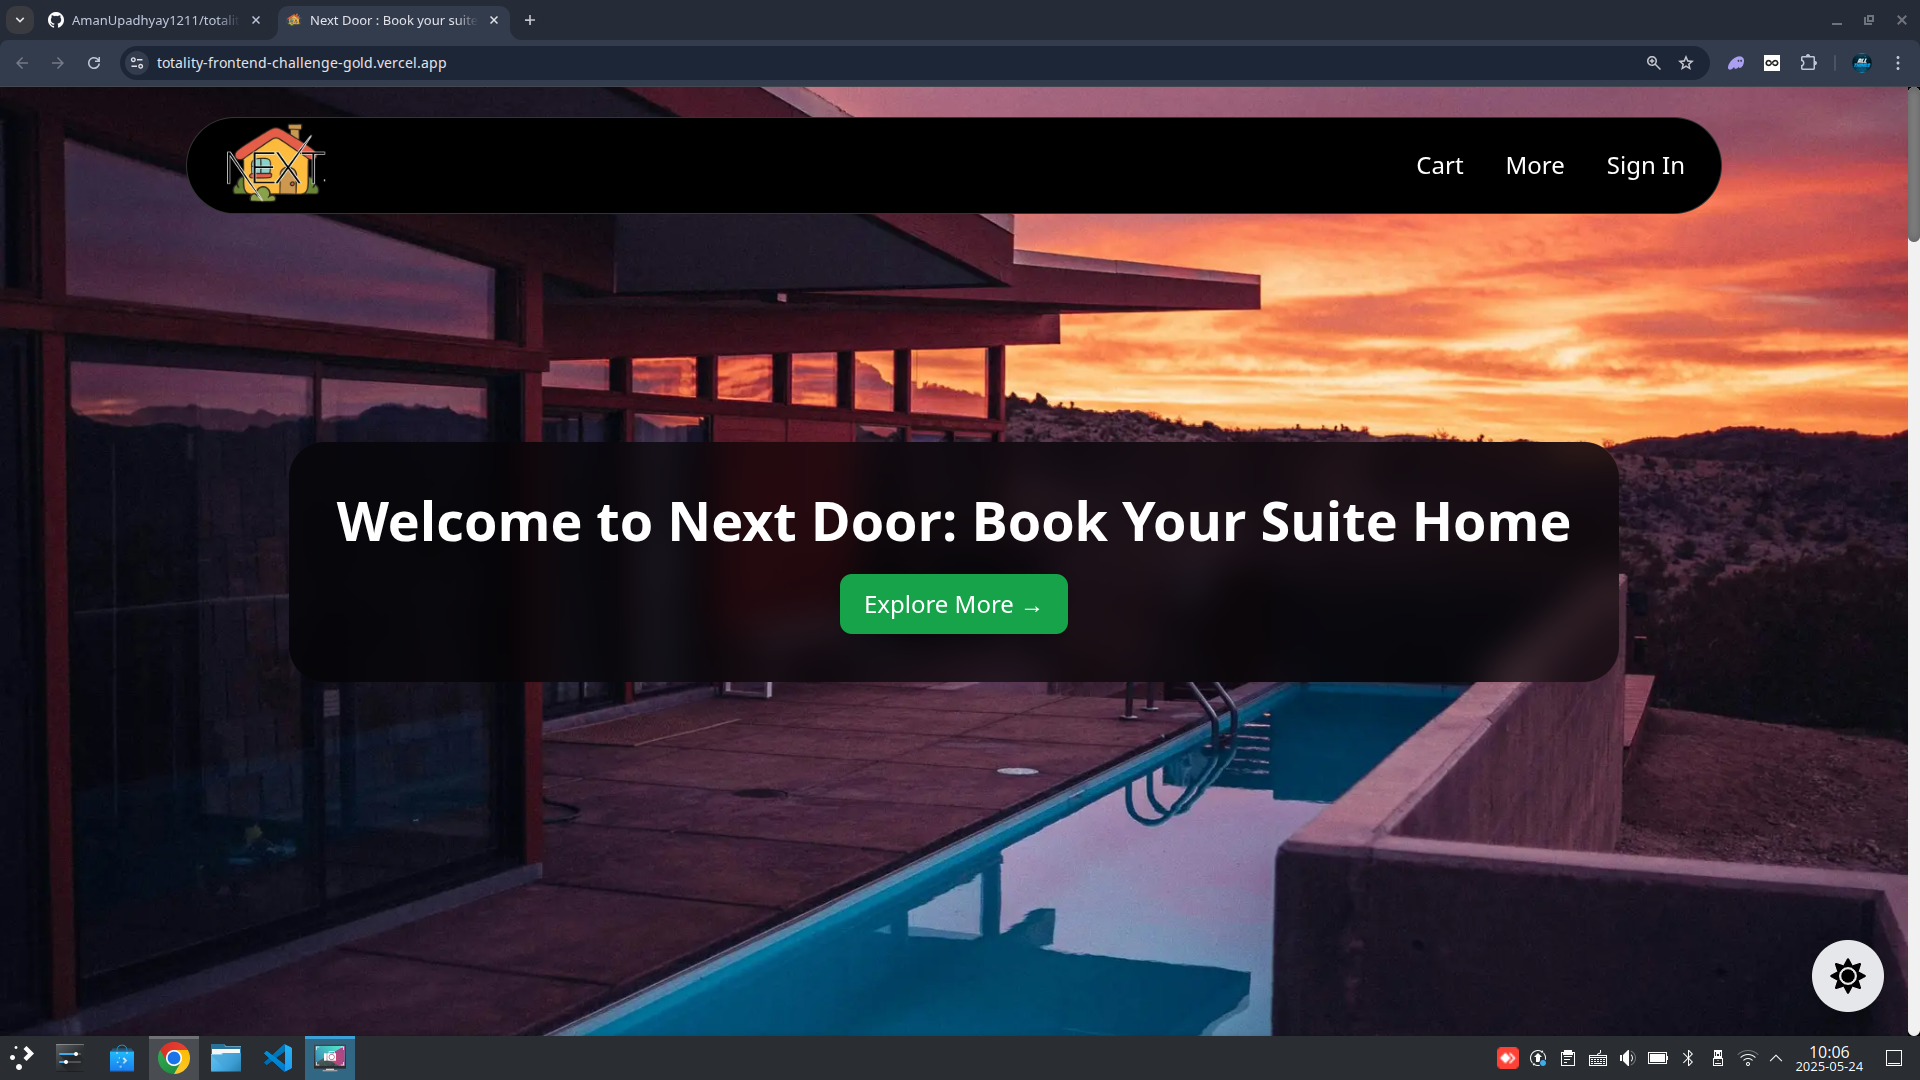 AmanUpadhyay1211/totalit
Next Door : Book your suite
totality-frontend-challenge-gold.vercel.app
NEXT.
Cart
More
Sign In
Welcome to Next Door: Book Your Suite Home
Explore More →
10:06
2025-05-24